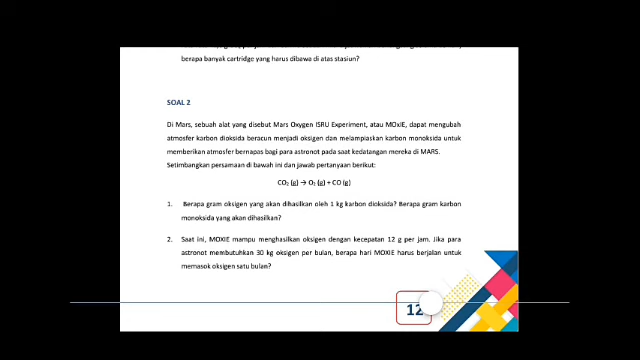 berapa banyak cartridge yang harus dibawa di atas stasiun?
SOAL 2
Di Mars, sebuah alat yang disebut Mars Oxygen ISRU Experiment, atau MOxIE, dapat mengubah
atmosfer karbon dioksida beracun menjadi oksigen dan melampiaskan karbon monoksida untuk
memberikan atmosfer bernapas bagi para astronot pada saat kedatangan mereka di MARS.
Setimbangkan persamaan di bawah ini dan jawab pertanyaan berikut:
CO₂ (g) → O₂ (g) + CO (g)
1. Berapa gram oksigen yang akan dihasilkan oleh 1 kg karbon dioksida? Berapa gram karbon
monoksida yang akan dihasilkan?
2. Saat ini, MOXIE mampu menghasilkan oksigen dengan kecepatan 12 g per jam. Jika para
astronot membutuhkan 30 kg oksigen per bulan, berapa hari MOXIE harus berjalan untuk
memasok oksigen satu bulan?
12